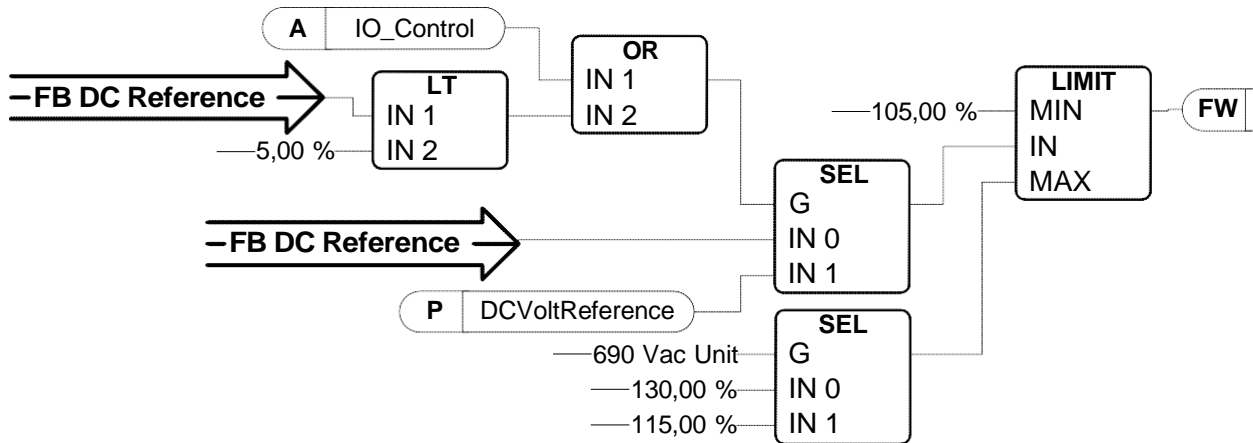 A IO_Control
FB DC Reference
LT
IN 1
IN 2
5,00 %
OR
IN 1
IN 2
FB DC Reference
P DCVoltReference
SEL
G
IN 0
IN 1
690 Vac Unit
130,00 %
115,00 %
SEL
G
IN 0
IN 1
105,00 %
LIMIT
MIN
IN
MAX
FW